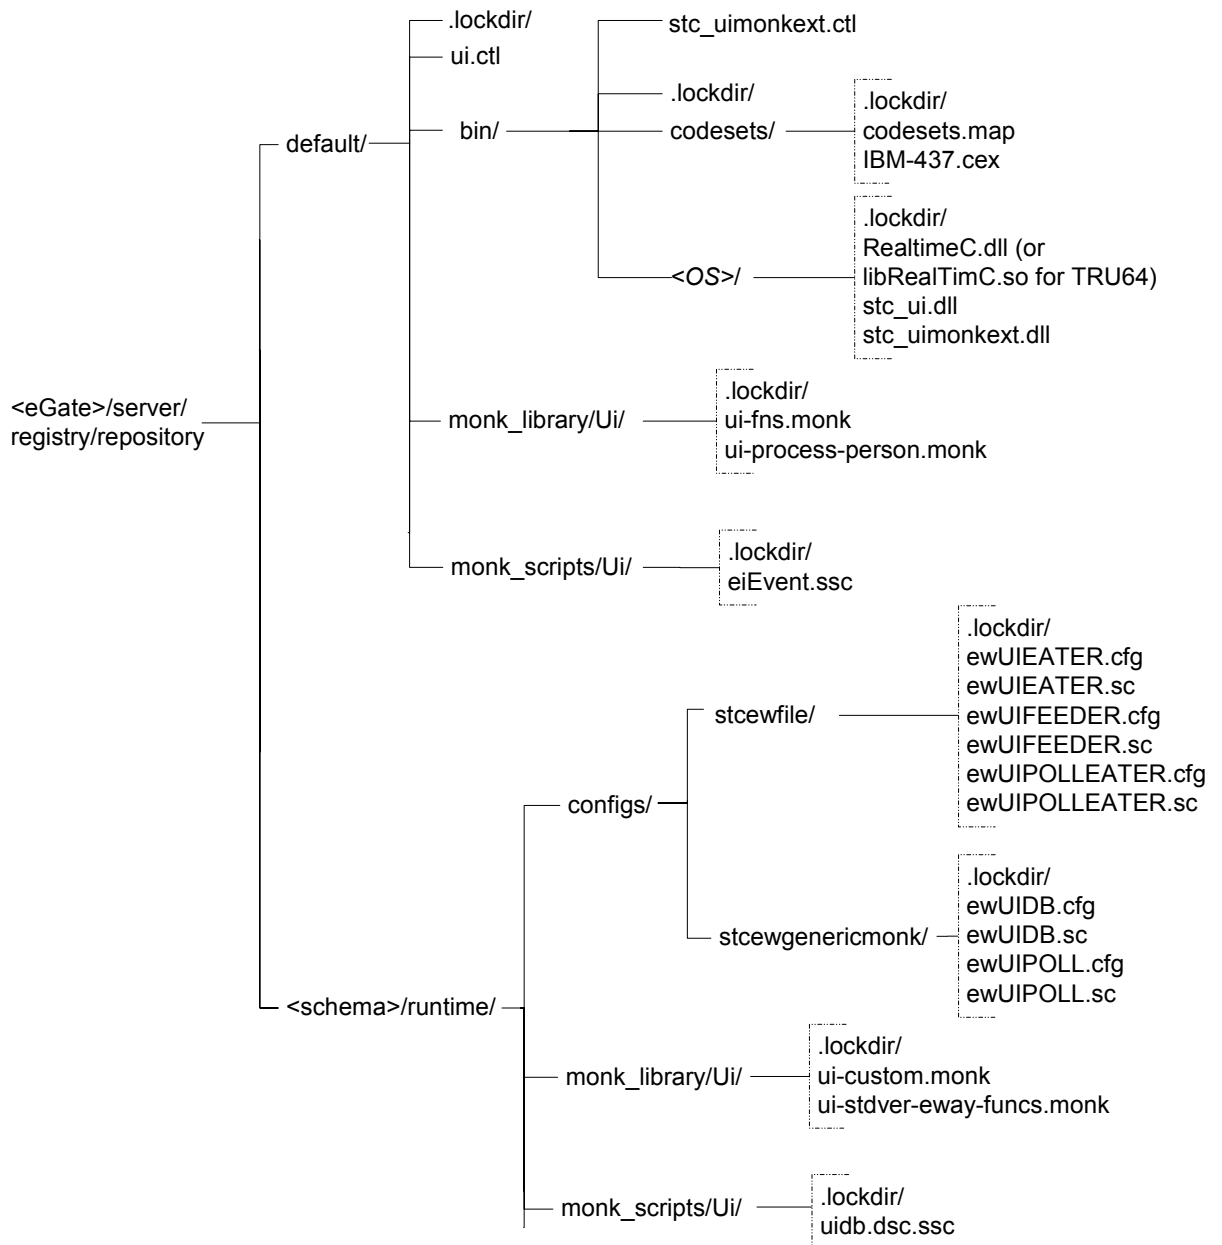 .lockdir/
ui.ctl
stc_uimonkext.ctl
.lockdir/
default/
bin/
codesets/
.lockdir/
codesets.map
IBM-437.cex
<OS>/
.lockdir/
RealtimeC.dll (or
libRealTimC.so for TRU64)
stc_ui.dll
stc_uimonkext.dll
<eGate>/server/
registry/repository
monk_library/Ui/
.lockdir/
ui-fns.monk
ui-process-person.monk
monk_scripts/Ui/
.lockdir/
eiEvent.ssc
stcewfile/
.lockdir/
ewUIEATER.cfg
ewUIEATER.sc
ewUIFEEDER.cfg
ewUIFEEDER.sc
ewUIPOLLEATER.cfg
ewUIPOLLEATER.sc
configs/
stcewgenericmonk/
.lockdir/
ewUIDB.cfg
ewUIDB.sc
ewUIPOLL.cfg
ewUIPOLL.sc
<schema>/runtime/
monk_library/Ui/
.lockdir/
ui-custom.monk
ui-stdver-eway-funcs.monk
monk_scripts/Ui/
.lockdir/
uidb.dsc.ssc